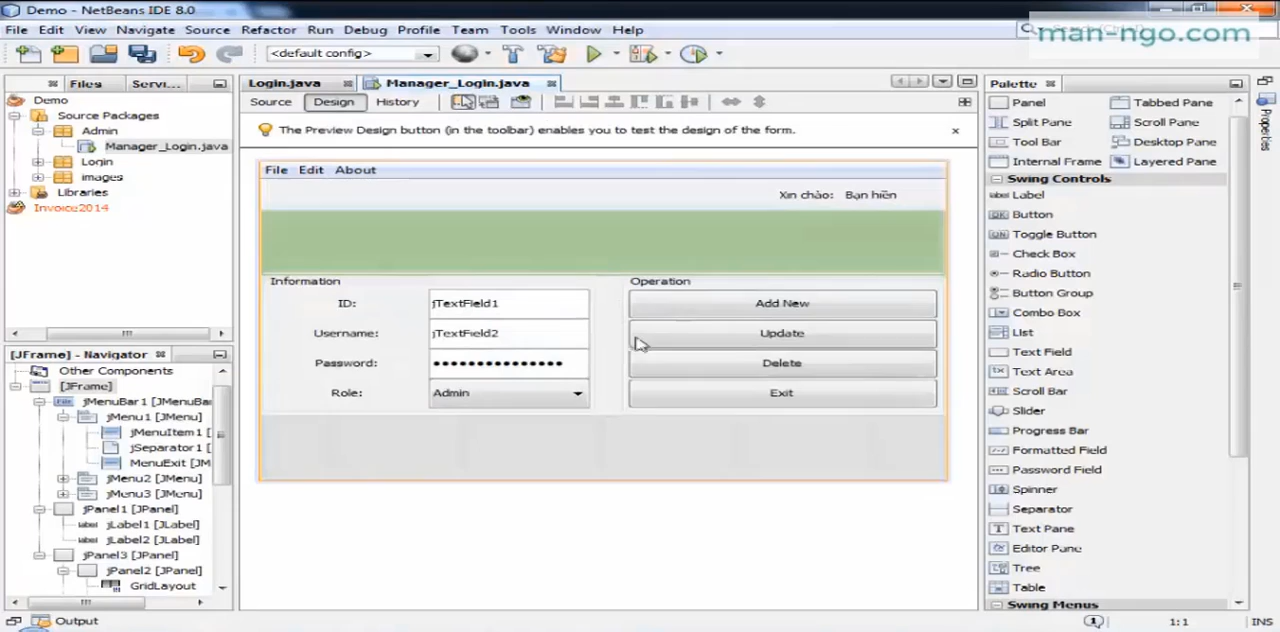 Demo - NetBeans IDE 8.0
File Edit View Navigate Source Refactor Run Debug Profile Team Tools Window Help
man-ngo.com
<default config>
Files Servi... Login.java Manager_Login.java Palette
Demo Source Design History Panel Tabbed Pane
Source Packages Split Pane Scroll Pane
Admin The Preview Design button (in the toolbar) enables you to test the design of the form. Tool Bar Desktop Pane
Manager_Login.java Internal Frame Layered Pane
Login File Edit About Swing Controls
images Xin chào: Bạn hiền Label
Libraries Button
Invoice2014 Toggle Button
Check Box
Information Operation Radio Button
ID: jTextField1 Add New Button Group
Combo Box
Username: jTextField2 Update List
[JFrame] - Navigator Text Field
Other Components Password: Delete Text Area
[JFrame] Role: Admin Exit Scroll Bar
jMenuBar1 [JMenuBar Slider
jMenu1 [JMenu] Progress Bar
jMenuItem1 [ Formatted Field
jSeparator1 [ Password Field
MenuExit [JM Spinner
jMenu2 [JMenu] Separator
jMenu3 [JMenu]
jPanel1 [JPanel] Text Pane
jLabel1 [JLabel] Editor Pane
jLabel2 [JLabel]
jPanel3 [JPanel] Tree
jPanel2 [JPanel] Table
GridLayout Swing Menus
Output 1:1 INS
Properties